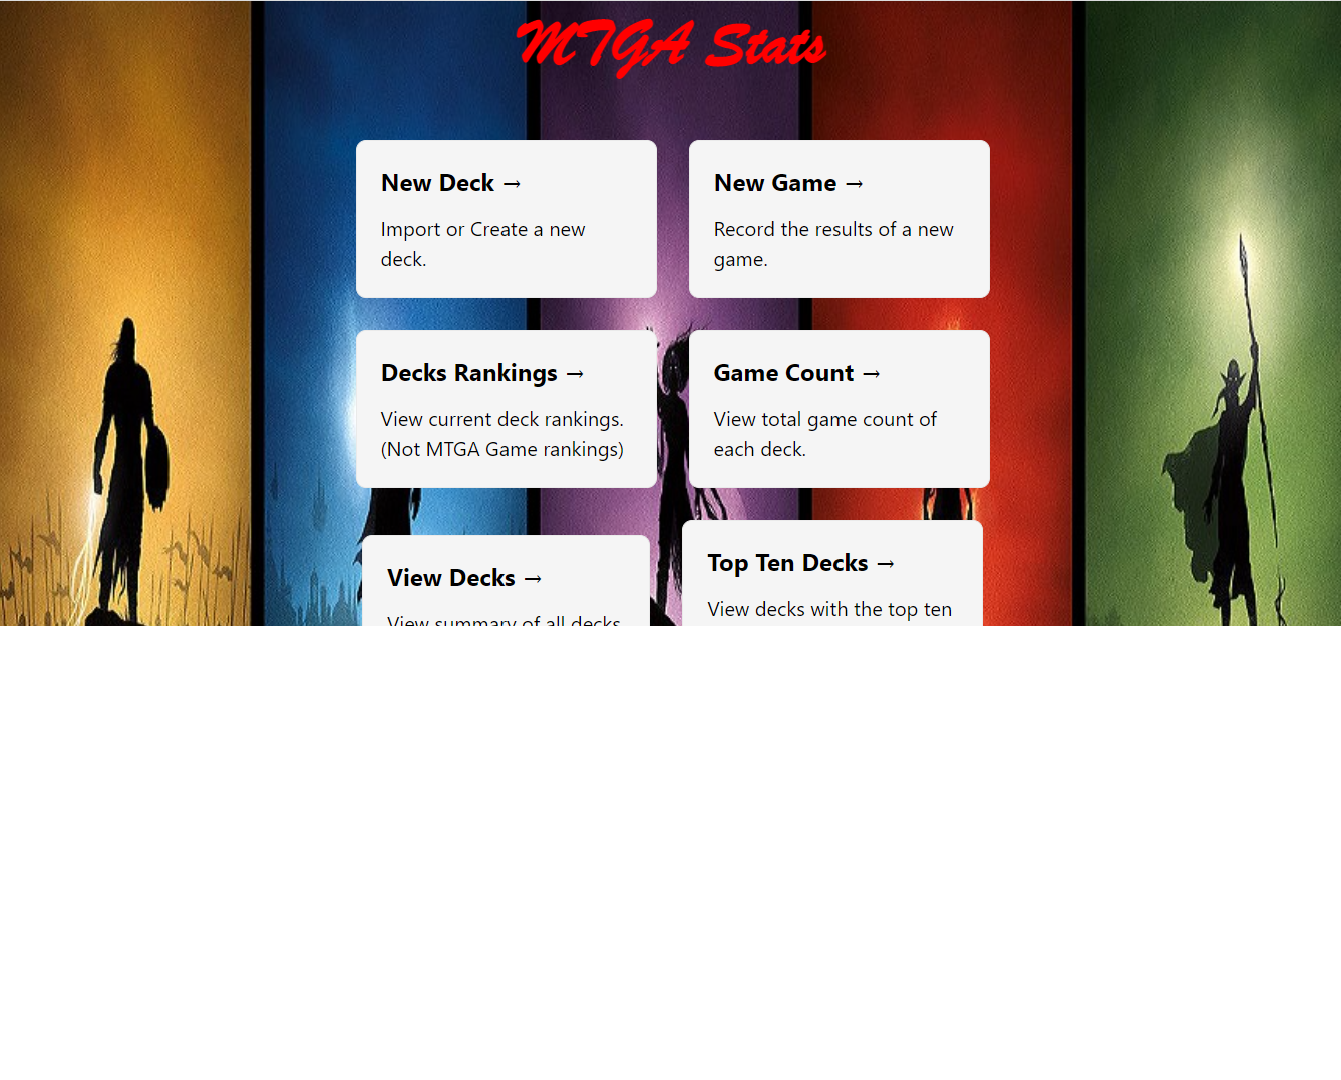 MTGA Stats
New Deck →
Import or Create a new
deck.
New Game →
Record the results of a new
game.
Decks Rankings →
View current deck rankings.
(Not MTGA Game rankings)
Game Count →
View total game count of
each deck.
View Decks →
View summary of all decks
Top Ten Decks →
View decks with the top ten